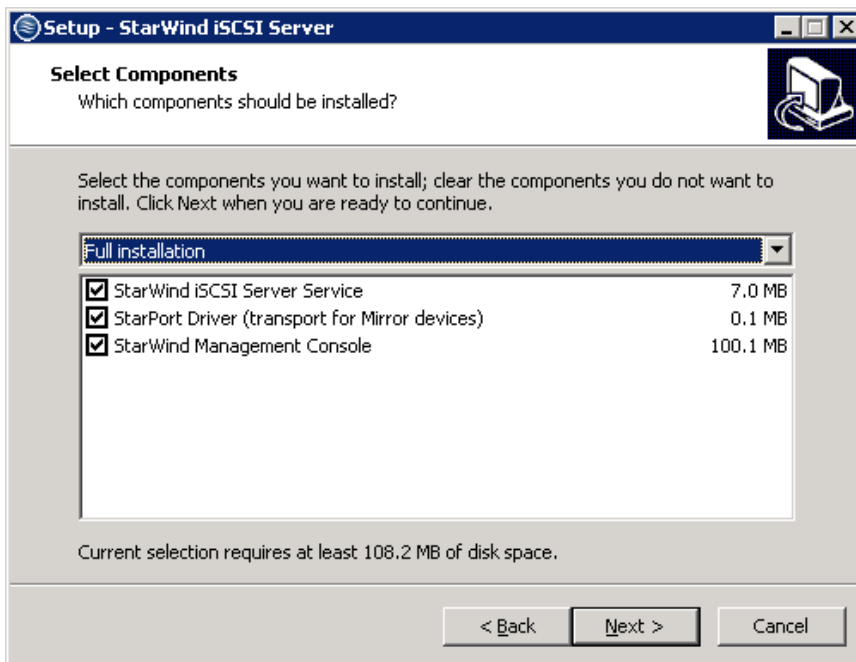 Setup - StarWind iSCSI Server
Select Components
Which components should be installed?
Select the components you want to install; clear the components you do not want to
install. Click Next when you are ready to continue.
Full installation
StarWind iSCSI Server Service 7.0 MB
StarPort Driver (transport for Mirror devices) 0.1 MB
StarWind Management Console 100.1 MB
Current selection requires at least 108.2 MB of disk space.
< Back Next > Cancel